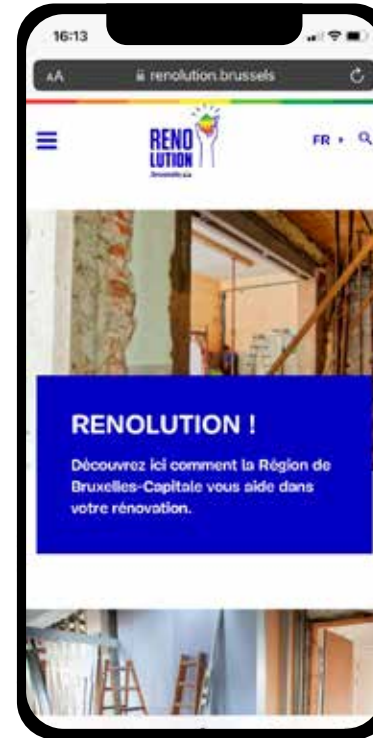 16:13
AA
renolution.brussels
RENO
LUTION
FR
RENOLUTION !
Découvrez ici comment la Région de
Bruxelles-Capitale vous aide dans
votre rénovation.